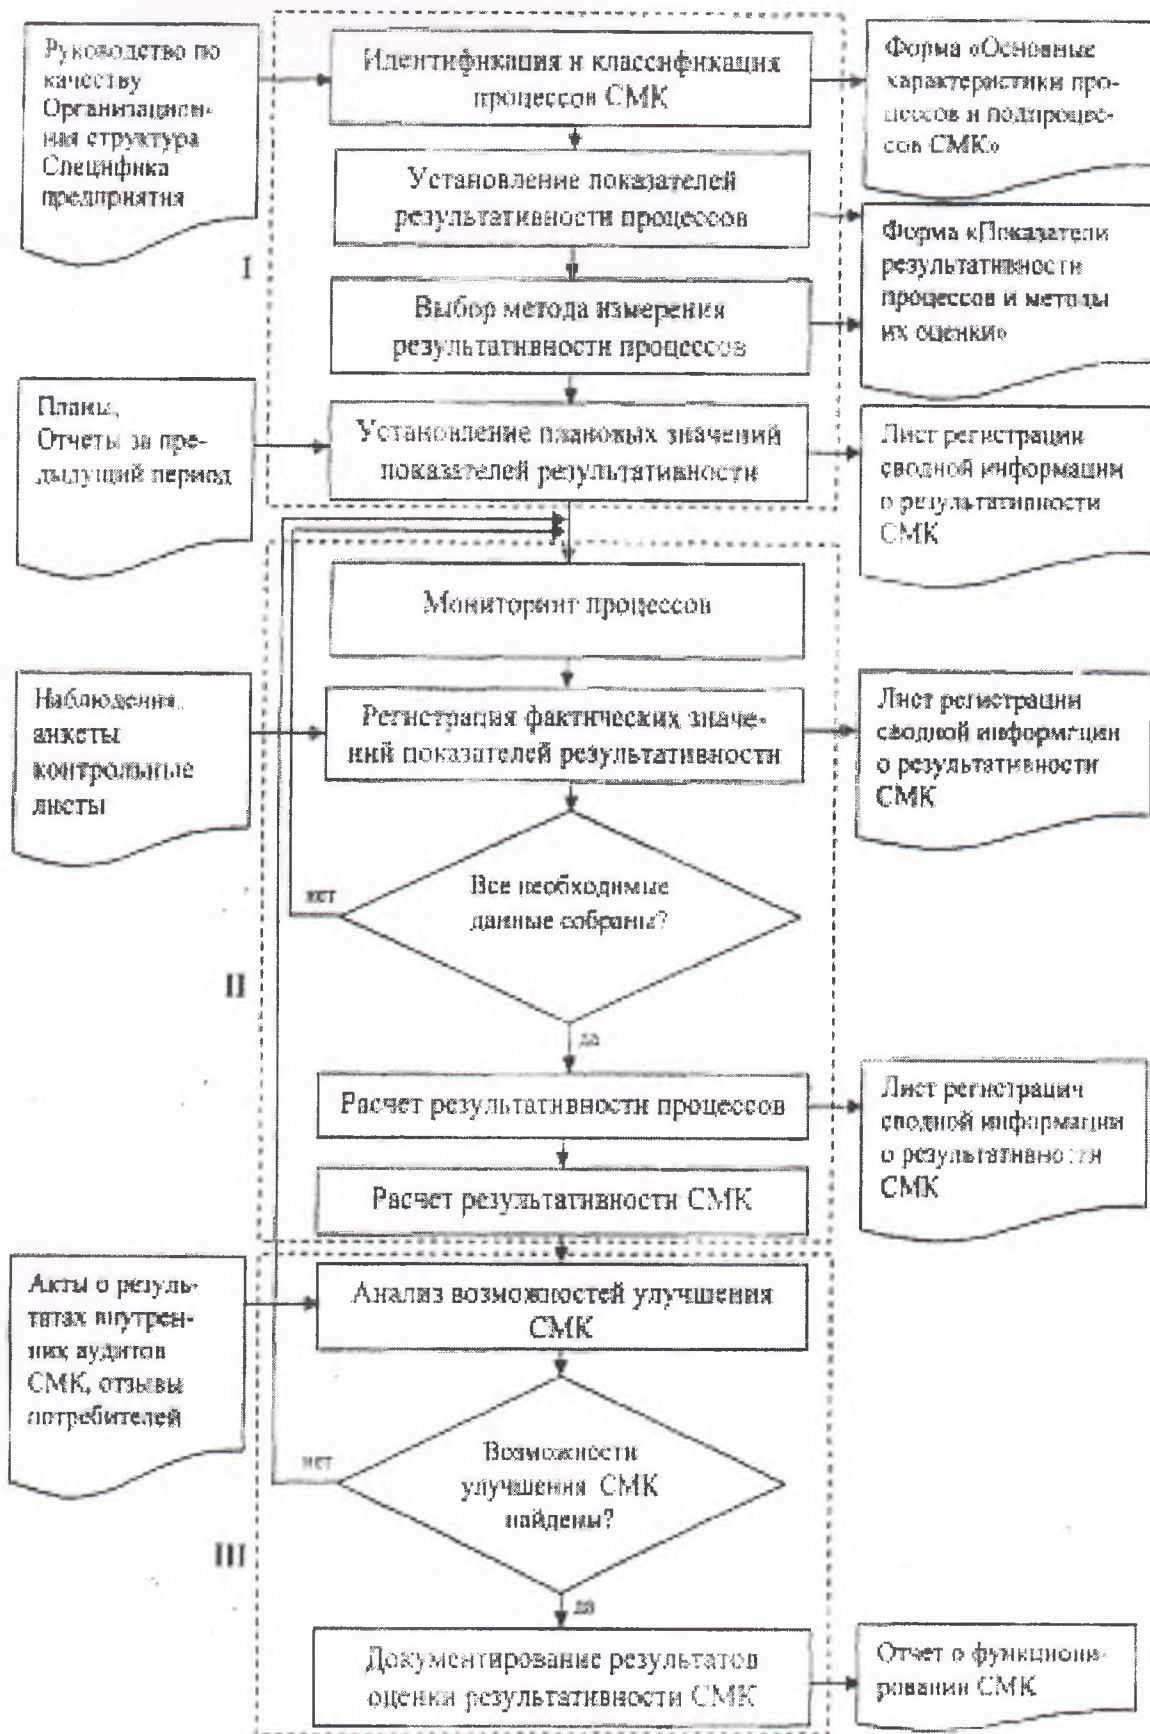 Руководство по
качеству
Организацион-
ная структура
Специфика
предприятия
Идентификация и классификация
процессов СМК
Форма «Основные
характеристики про-
цессов и подпроцес-
сов СМК»
Установление показателей
результативности процессов
Форма «Показатели
результативности
процессов и методы
их оценки»
I
Выбор метода измерения
результативности процессов
Планы,
Отчеты за пре-
дыдущий период
Установление плановых значений
показателей результативности
Лист регистрации
сводной информации
о результативности
СМК
Мониторинг процессов
Наблюдения,
анкеты
контрольные
листы
Регистрация фактических значе-
ний показателей результативности
Лист регистрации
сводной информации
о результативности
СМК
нет
Все необходимые
данные собраны?
II
да
Расчет результативности процессов
Лист регистрации
сводной информации
о результативности
СМК
Расчет результативности СМК
Акты о резуль-
татах внутрен-
них аудитов
СМК, отзывы
потребителей
Анализ возможностей улучшения
СМК
нет
Возможности
улучшения СМК
найдены?
III
да
Документирование результатов
оценки результативности СМК
Отчет о функциони-
ровании СМК